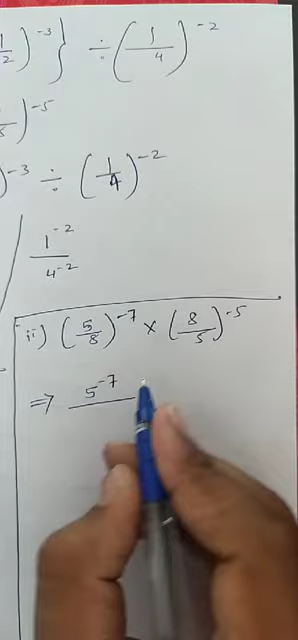 1/2)^-3} ÷ (1/4)^-2
)^-5
)^-3 ÷ (1/4)^-2
1^-2/4^-2
ii) (5/8)^-7 × (8/5)^-5
⇒ 5^-7